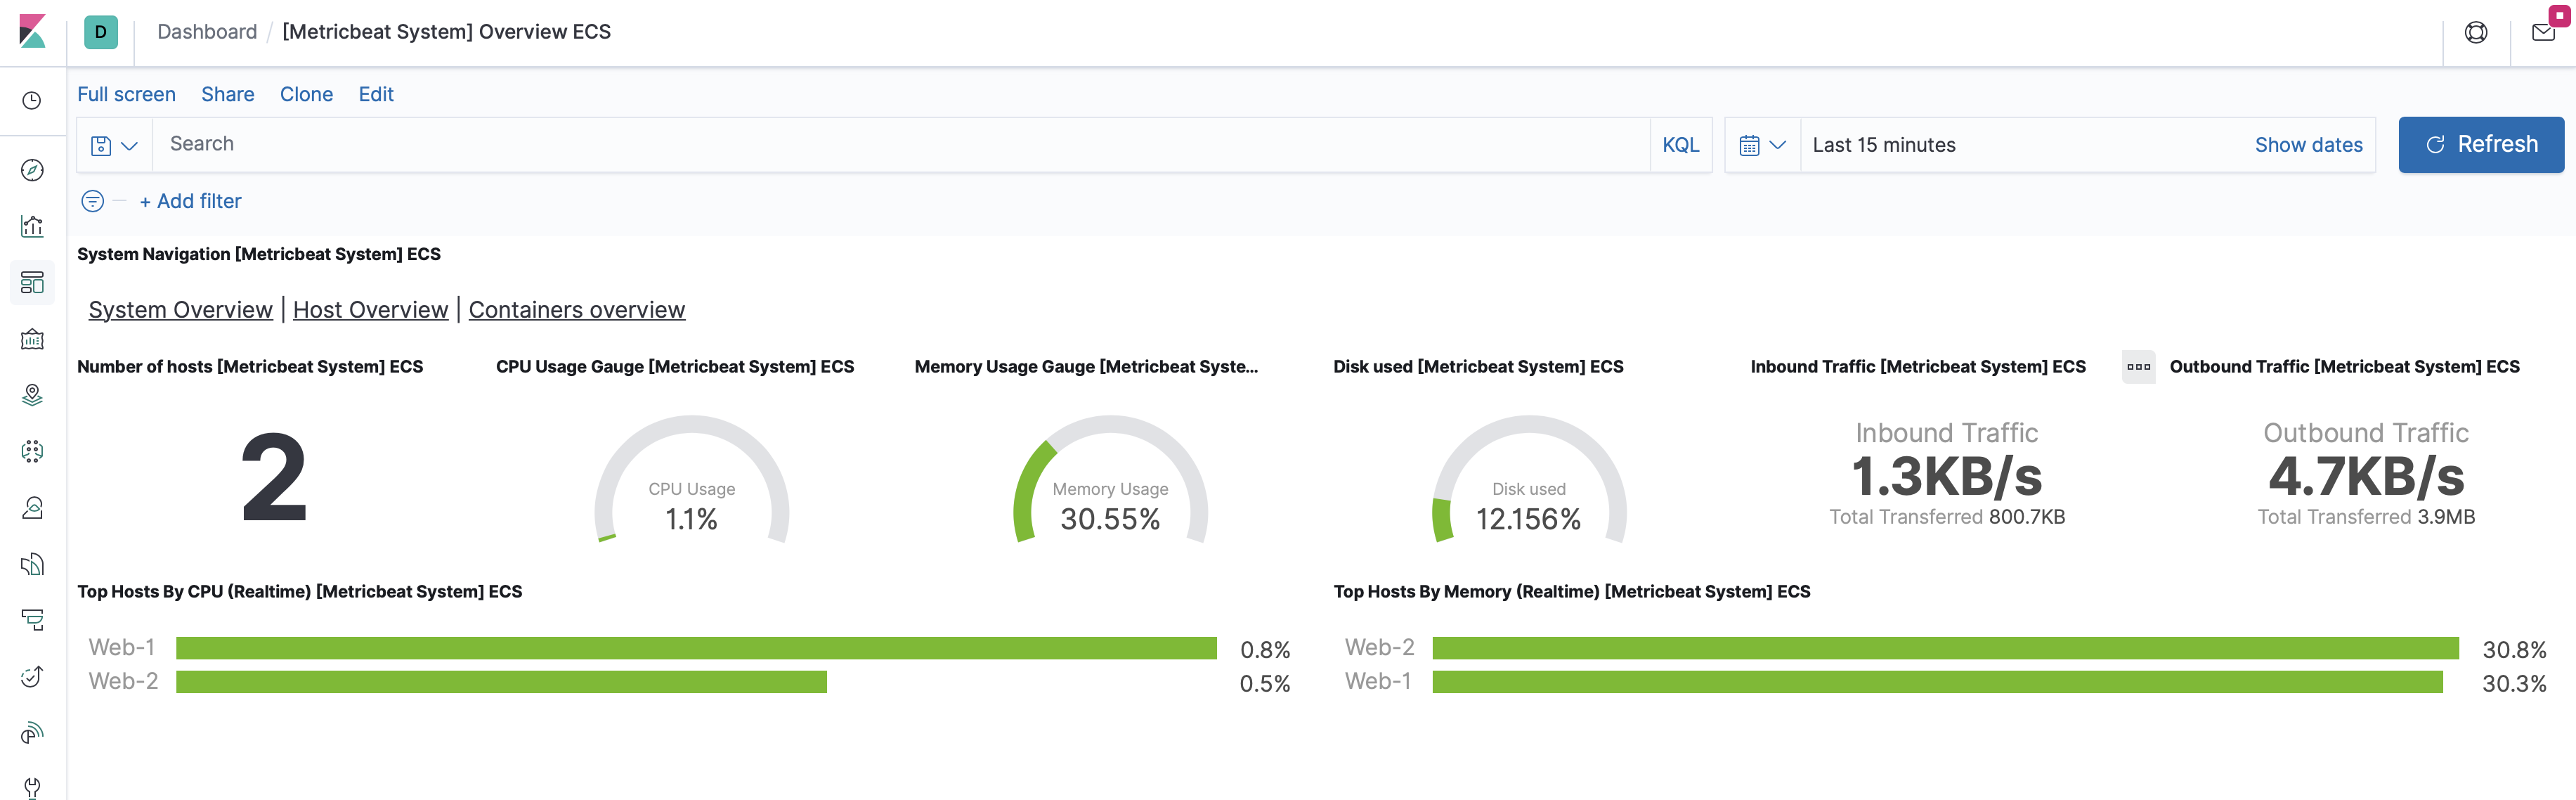 D Dashboard / [Metricbeat System] Overview ECS
Full screen Share Clone Edit
Search KQL Last 15 minutes Show dates Refresh
+ Add filter
System Navigation [Metricbeat System] ECS
System Overview | Host Overview | Containers overview
Number of hosts [Metricbeat System] ECS
2
CPU Usage Gauge [Metricbeat System] ECS
CPU Usage
1.1%
Memory Usage Gauge [Metricbeat Syste...
Memory Usage
30.55%
Disk used [Metricbeat System] ECS
Disk used
12.156%
Inbound Traffic [Metricbeat System] ECS
Inbound Traffic
1.3KB/s
Total Transferred 800.7KB
Outbound Traffic [Metricbeat System] ECS
Outbound Traffic
4.7KB/s
Total Transferred 3.9MB
Top Hosts By CPU (Realtime) [Metricbeat System] ECS
Web-1 0.8%
Web-2 0.5%
Top Hosts By Memory (Realtime) [Metricbeat System] ECS
Web-2 30.8%
Web-1 30.3%